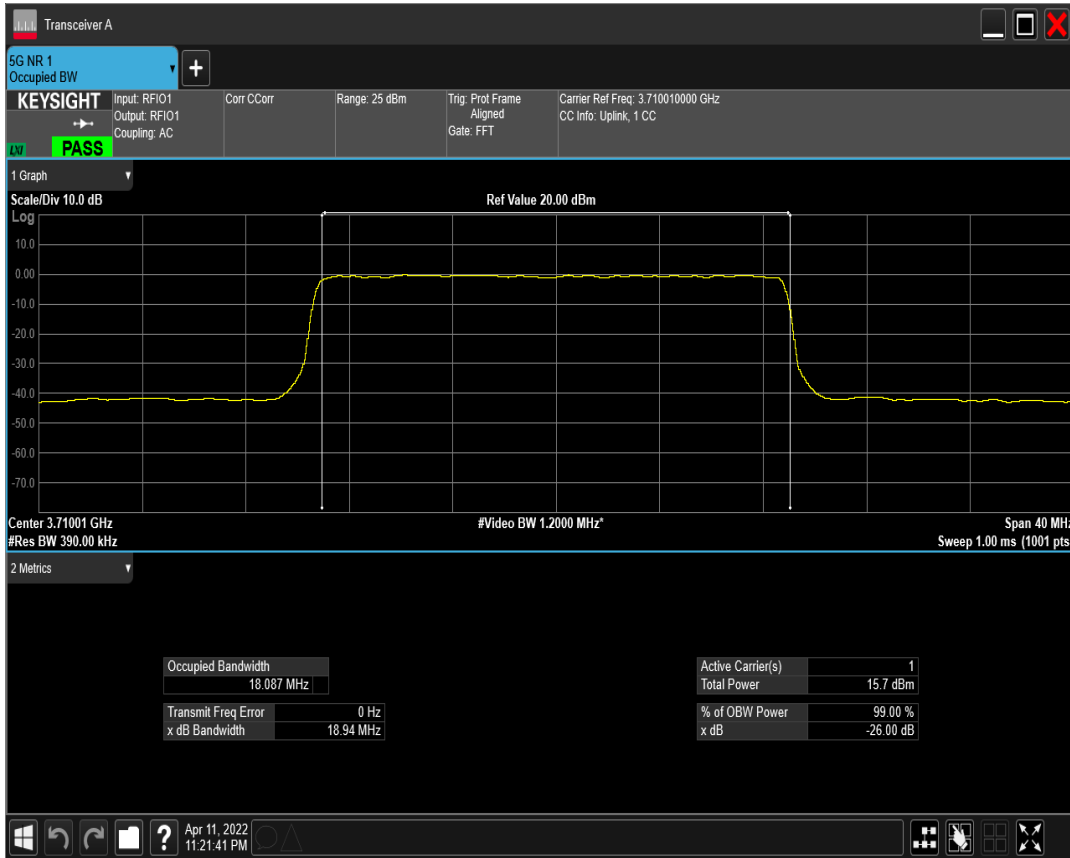 Transceiver A
5G NR 1
Occupied BW
+
KEYSIGHT
Input: RFIO1
Output: RFIO1
Coupling: AC
Corr CCorr
Range: 25 dBm
Trig: Prot Frame
Aligned
Gate: FFT
Carrier Ref Freq: 3.710010000 GHz
CC Info: Uplink, 1 CC
LXI
PASS
1 Graph
Scale/Div 10.0 dB
Ref Value 20.00 dBm
Log
10.0
0.00
-10.0
-20.0
-30.0
-40.0
-50.0
-60.0
-70.0
Center 3.71001 GHz
#Video BW 1.2000 MHz*
Span 40 MHz
#Res BW 390.00 kHz
Sweep 1.00 ms (1001 pts
2 Metrics
Occupied Bandwidth
18.087 MHz
Transmit Freq Error 0 Hz
x dB Bandwidth 18.94 MHz
Active Carrier(s) 1
Total Power 15.7 dBm
% of OBW Power 99.00 %
x dB -26.00 dB
?
Apr 11, 2022
11:21:41 PM